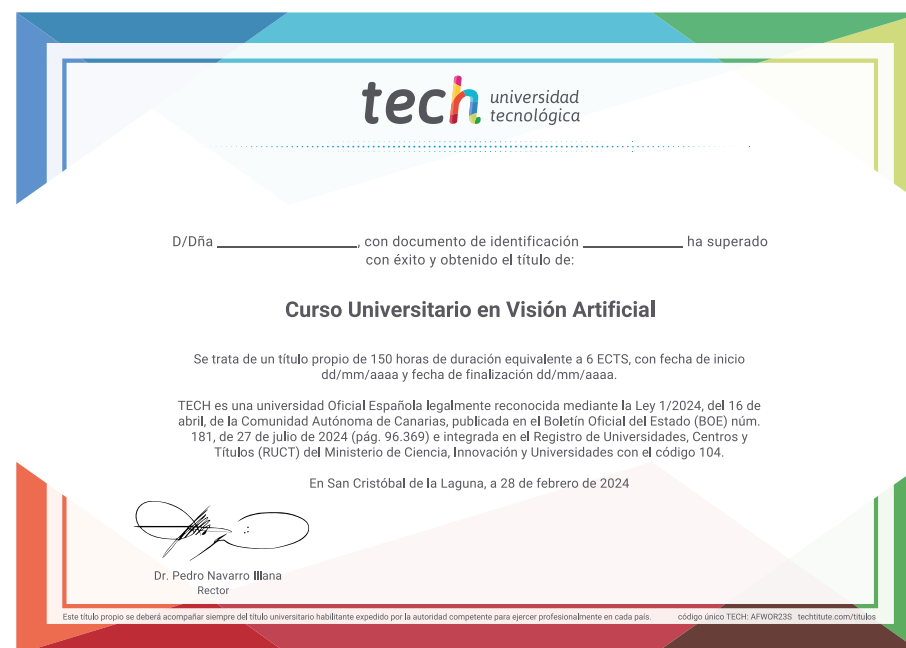 tech universidad
tecnológica
D/Dña ____________________, con documento de identificación ______________ ha superado
con éxito y obtenido el título de:
Curso Universitario en Visión Artificial
Se trata de un título propio de 150 horas de duración equivalente a 6 ECTS, con fecha de inicio
dd/mm/aaaa y fecha de finalización dd/mm/aaaa.
TECH es una universidad Oficial Española legalmente reconocida mediante la Ley 1/2024, del 16 de
abril, de la Comunidad Autónoma de Canarias, publicada en el Boletín Oficial del Estado (BOE) núm.
181, de 27 de julio de 2024 (pág. 96.369) e integrada en el Registro de Universidades, Centros y
Títulos (RUCT) del Ministerio de Ciencia, Innovación y Universidades con el código 104.
En San Cristóbal de la Laguna, a 28 de febrero de 2024
Dr. Pedro Navarro Illana
Rector
Este título propio se deberá acompañar siempre del título universitario habilitante expedido por la autoridad competente para ejercer profesionalmente en cada país. código único TECH: AFWOR23S techtitute.com/titulos